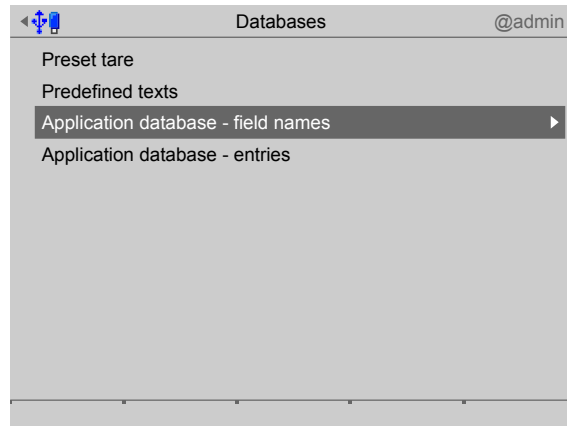 Databases @admin
Preset tare
Predefined texts
Application database - field names
Application database - entries